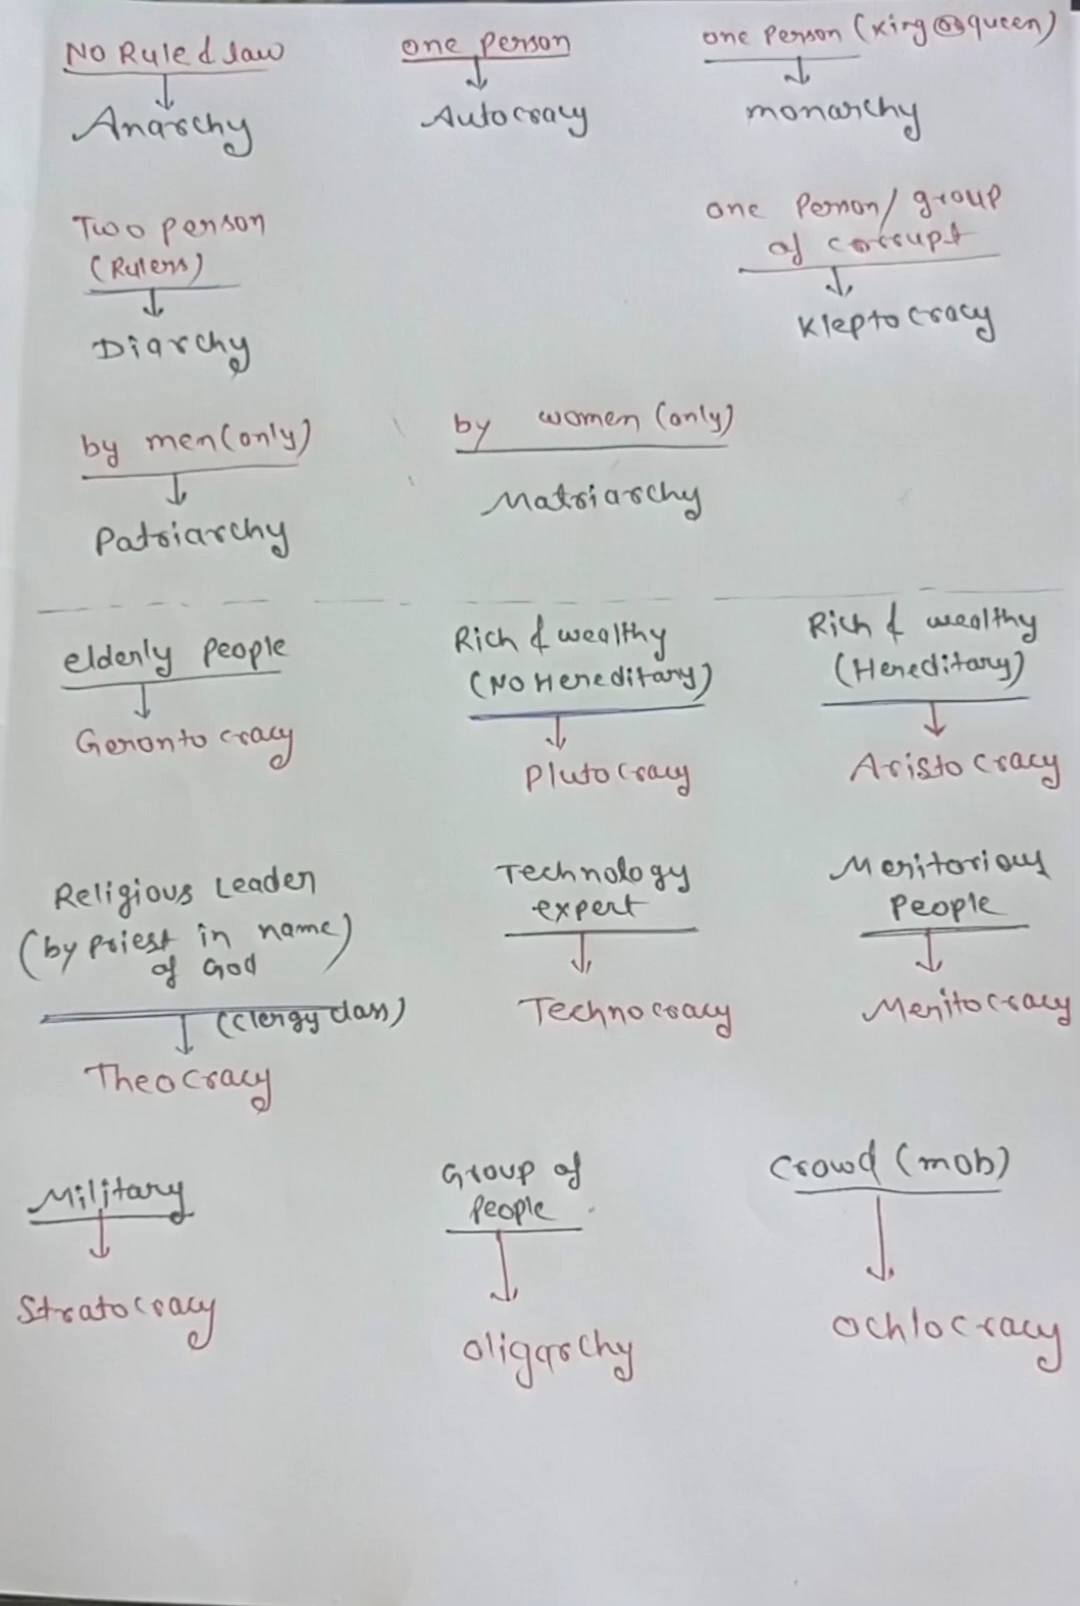 No Rule & law
Anarchy
one person
Autocracy
one person (King or queen)
monarchy
Two person
(Rulers)
Diarchy
one Person/group
of corrupt
Kleptocracy
by men (only)
Patriarchy
by women (only)
Matriarchy
elderly people
Gerontocracy
Rich & wealthy
(No Hereditary)
Plutocracy
Rich & wealthy
(Hereditary)
Aristocracy
Religious Leader
(by priest in name)
of God
(Clergy class)
Theocracy
Technology
expert
Technocracy
Meritorious
People
Meritocracy
Military
Stratocracy
Group of
People
Oligarchy
Crowd (mob)
Ochlocracy